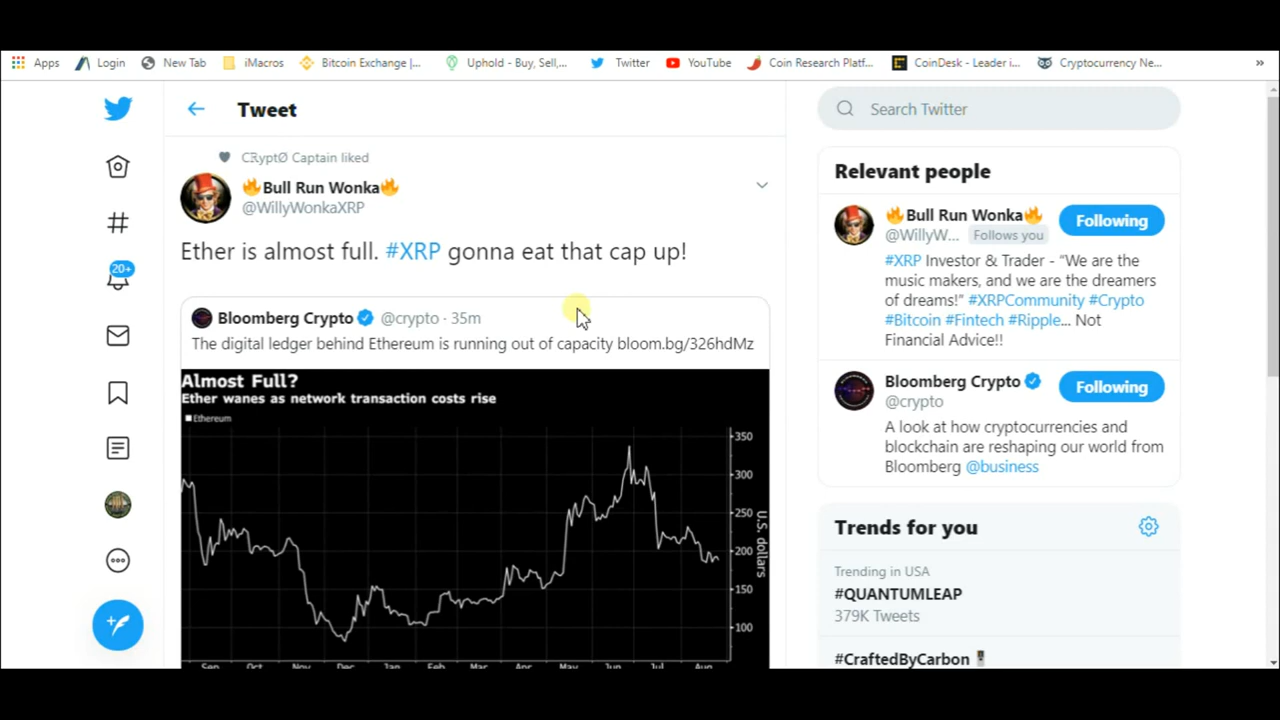 Apps Login New Tab iMacros Bitcoin Exchange |... Uphold - Buy, Sell,... Twitter YouTube Coin Research Platf... CoinDesk - Leader i... Cryptocurrency Ne... »
Tweet
Search Twitter
CЯyptØ Captain liked
🔥Bull Run Wonka🔥
@WillyWonkaXRP
Ether is almost full. #XRP gonna eat that cap up!
Bloomberg Crypto @crypto · 35m
The digital ledger behind Ethereum is running out of capacity bloom.bg/326hdMz
Almost Full?
Ether wanes as network transaction costs rise
Ethereum
350
300
250
200
150
100
U.S. dollars
Sep Oct Nov Dec Jan Feb Mar Apr May Jun Jul Aug
20+
Relevant people
🔥Bull Run Wonka🔥
@WillyW... Follows you
Following
#XRP Investor & Trader - “We are the
music makers, and we are the dreamers
of dreams!” #XRPCommunity #Crypto
#Bitcoin #Fintech #Ripple... Not
Financial Advice!!
Bloomberg Crypto
@crypto
Following
A look at how cryptocurrencies and
blockchain are reshaping our world from
Bloomberg @business
Trends for you
Trending in USA
#QUANTUMLEAP
379K Tweets
#CraftedByCarbon